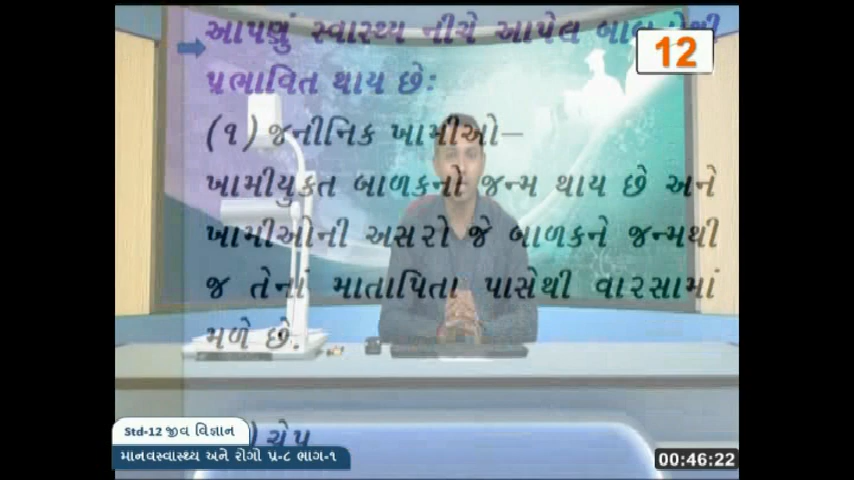 આપણું સ્વાસ્થ્ય નીચે આપેલ
12
પ્રભાવિત થાય છેઃ
(૧) જનીનિક ખામીઓ–
ખામીયુક્ત બાળકનો જન્મ થાય છે અને
ખામીઓની અસરો જે બાળકને જન્મથી
જ તેનાં માતાપિતા પાસેથી વારસામાં
મળે છે.
) ચેપ
Std-12 જીવ વિજ્ઞાન
માનવસ્વાસ્થ્ય અને રોગો પ્ર-૮ ભાગ-૧
00:46:22